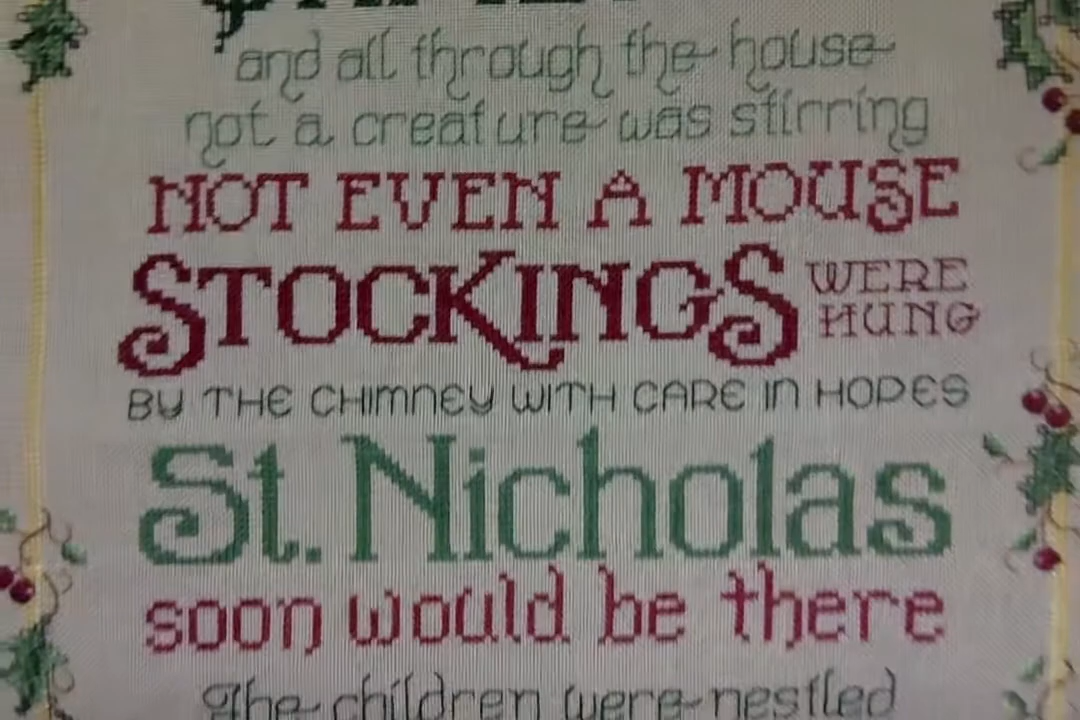 and all through the house
not a creature was stirring
NOT EVEN A MOUSE
STOCKINGS WERE HUNG
BY THE CHIMNEY WITH CARE IN HOPES
St. Nicholas
soon would be there
The children were nestled